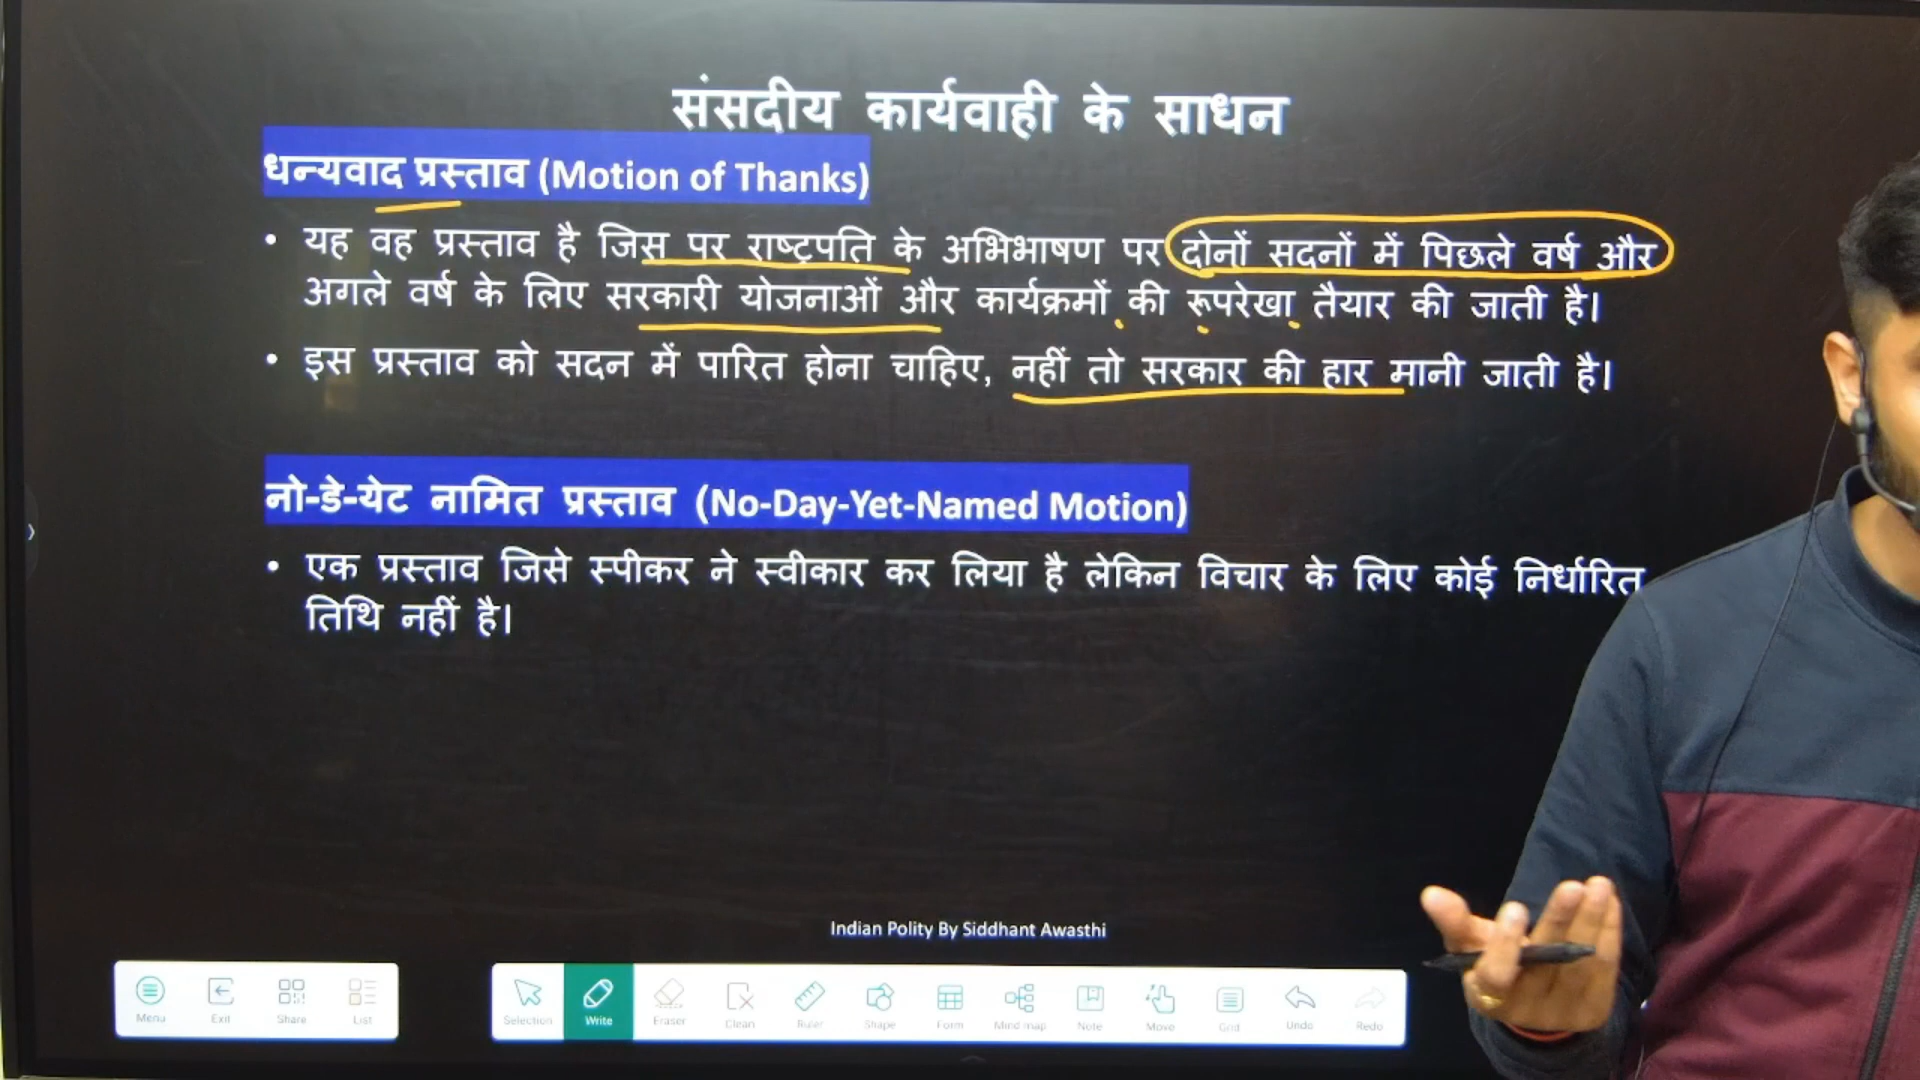 संसदीय कार्यवाही के साधन
धन्यवाद प्रस्ताव (Motion of Thanks)
• यह वह प्रस्ताव है जिस पर राष्ट्रपति के अभिभाषण पर दोनों सदनों में पिछले वर्ष और
अगले वर्ष के लिए सरकारी योजनाओं और कार्यक्रमों की रूपरेखा तैयार की जाती है।
• इस प्रस्ताव को सदन में पारित होना चाहिए, नहीं तो सरकार की हार मानी जाती है।
नो-डे-येट नामित प्रस्ताव (No-Day-Yet-Named Motion)
• एक प्रस्ताव जिसे स्पीकर ने स्वीकार कर लिया है लेकिन विचार के लिए कोई निर्धारित
तिथि नहीं है।
Indian Polity By Siddhant Awasthi
Menu Exit Share List Selection Write Eraser Clean Ruler Shape Form Mind map Note Move Grid Undo Redo